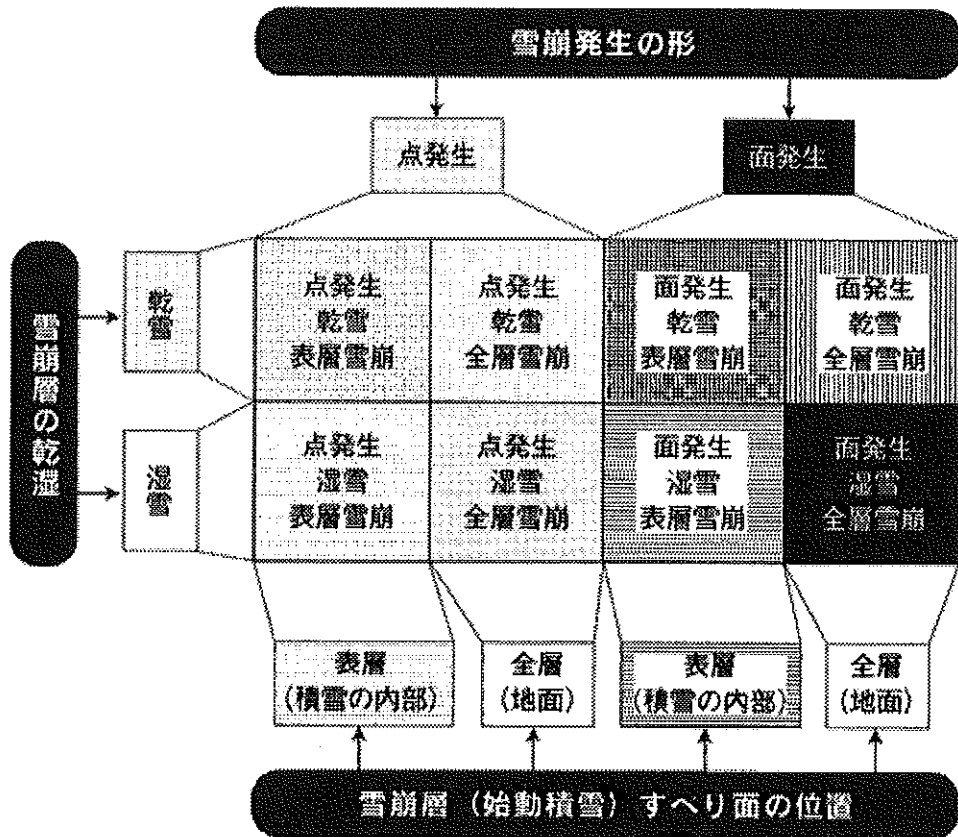 雪崩発生の形
点発生
面発生
雪崩層の乾湿
乾雪
湿雪
点発生
乾雪
表層雪崩
点発生
乾雪
全層雪崩
面発生
乾雪
表層雪崩
面発生
乾雪
全層雪崩
点発生
湿雪
表層雪崩
点発生
湿雪
全層雪崩
面発生
湿雪
表層雪崩
面発生
湿雪
全層雪崩
表層
(積雪の内部)
全層
(地面)
表層
(積雪の内部)
全層
(地面)
雪崩層（始動積雪）すべり面の位置